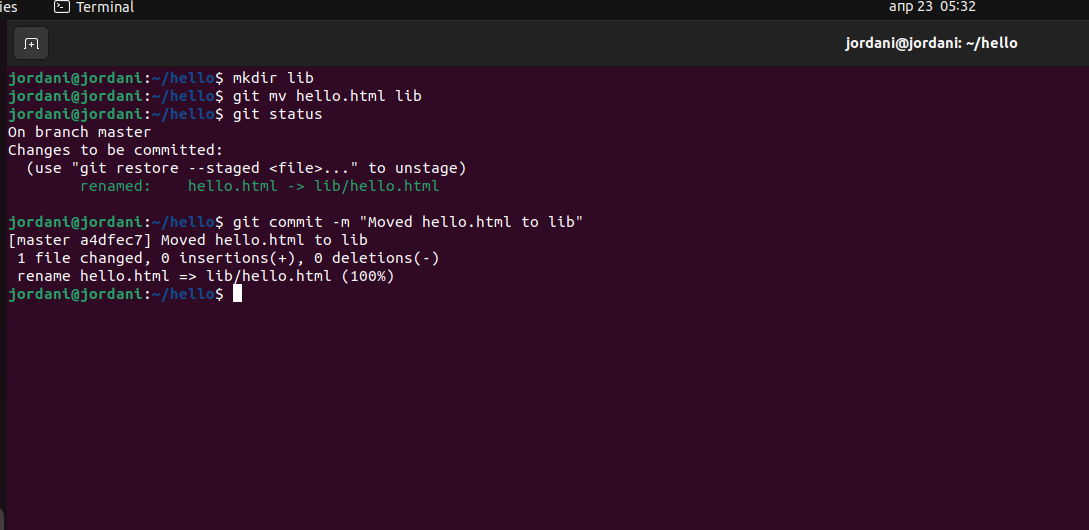 ies Terminal апр 23 05:32
jordani@jordani: ~/hello
jordani@jordani:~/hello$ mkdir lib
jordani@jordani:~/hello$ git mv hello.html lib
jordani@jordani:~/hello$ git status
On branch master
Changes to be committed:
  (use "git restore --staged <file>..." to unstage)
        renamed:    hello.html -> lib/hello.html

jordani@jordani:~/hello$ git commit -m "Moved hello.html to lib"
[master a4dfec7] Moved hello.html to lib
 1 file changed, 0 insertions(+), 0 deletions(-)
 rename hello.html => lib/hello.html (100%)
jordani@jordani:~/hello$